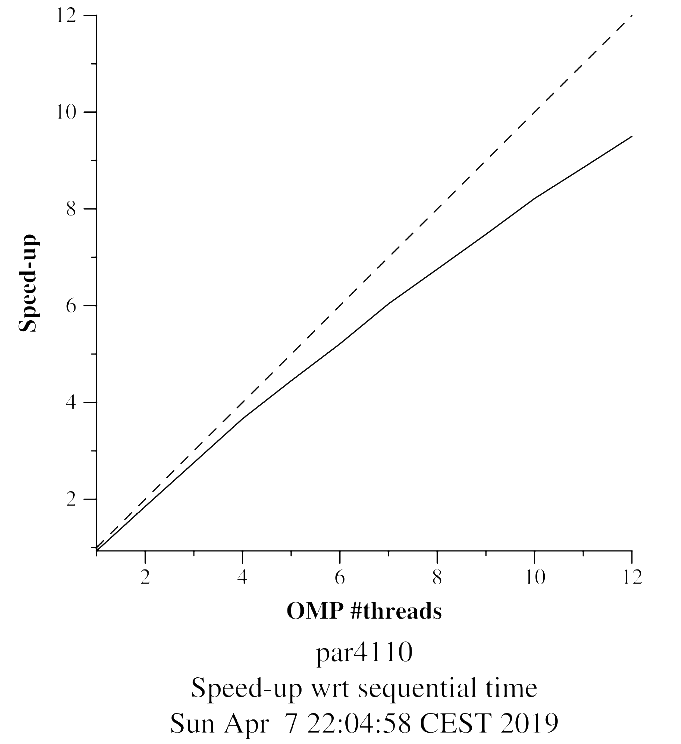 12
10
8
6
4
2
Speed-up
2 4 6 8 10 12
OMP #threads
par4110
Speed-up wrt sequential time
Sun Apr  7 22:04:58 CEST 2019